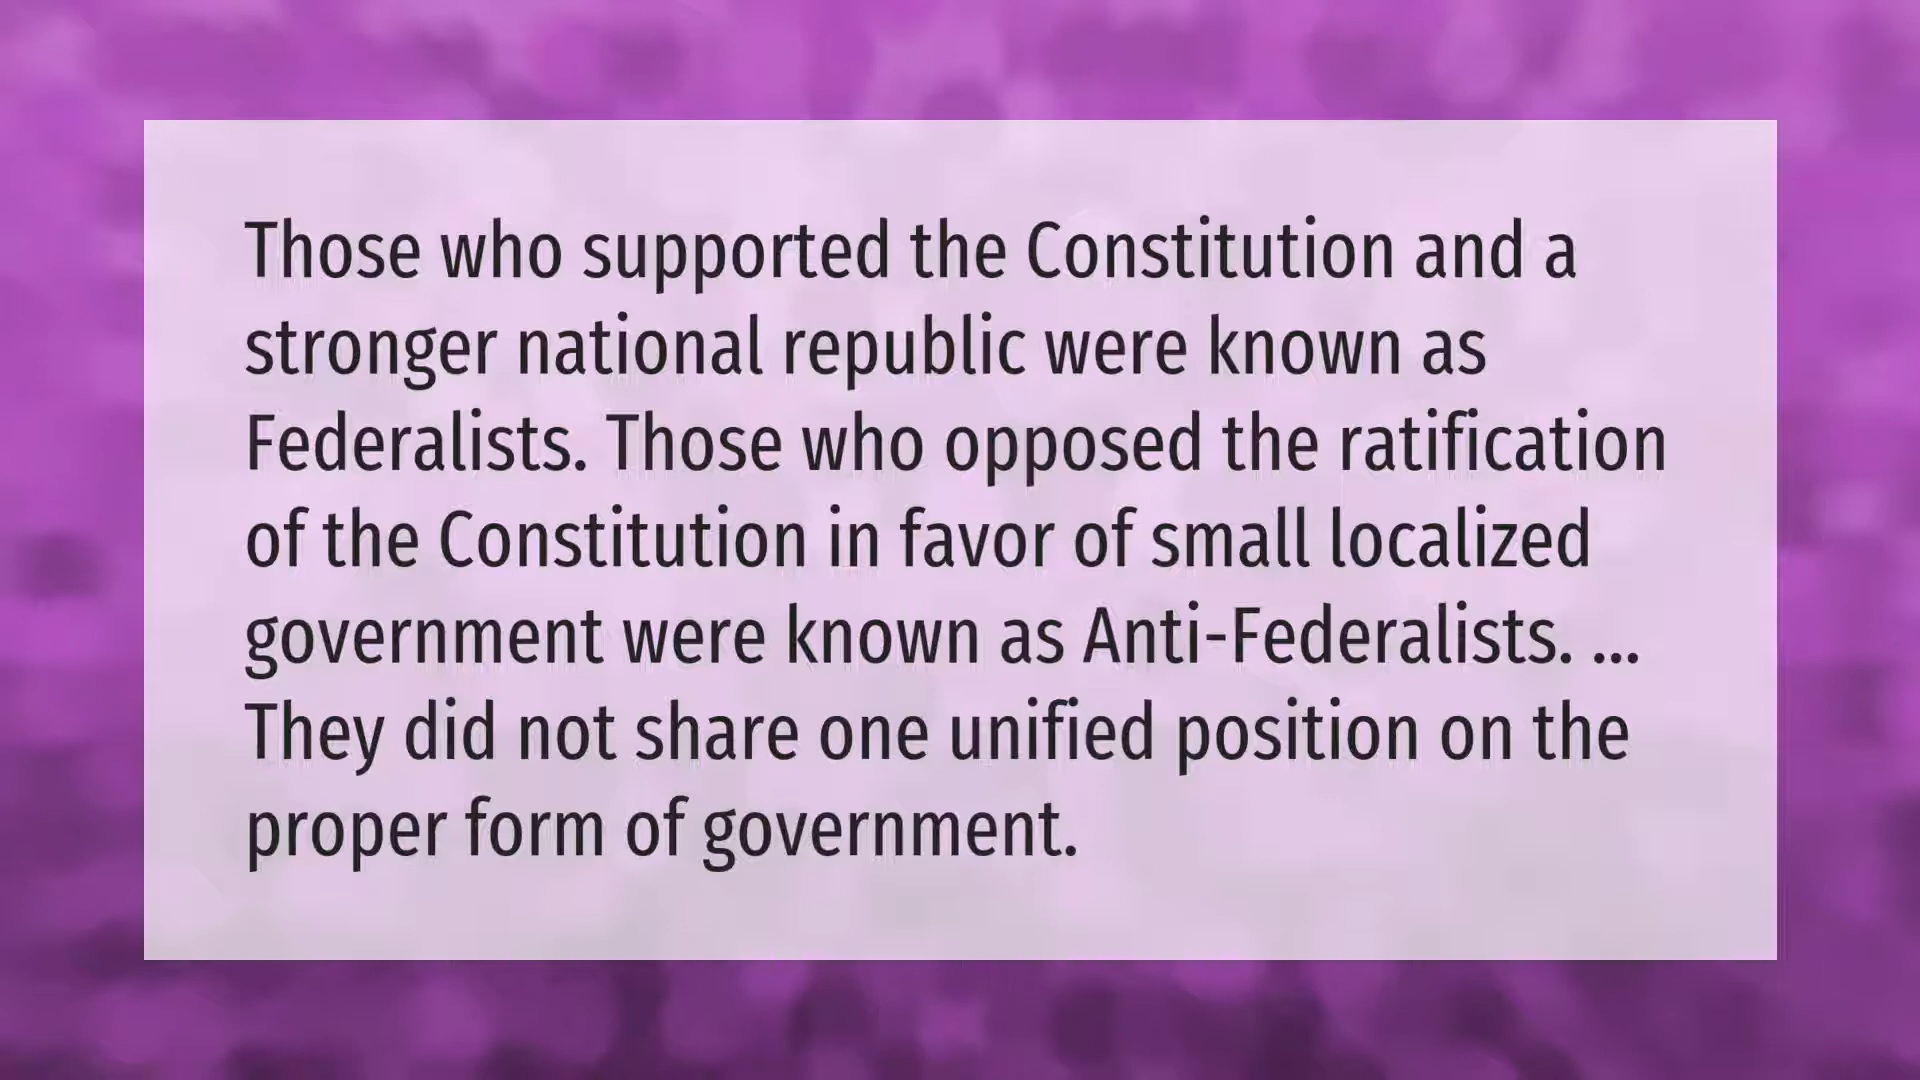 Those who supported the Constitution and a
stronger national republic were known as
Federalists. Those who opposed the ratification
of the Constitution in favor of small localized
government were known as Anti-Federalists. ...
They did not share one unified position on the
proper form of government.